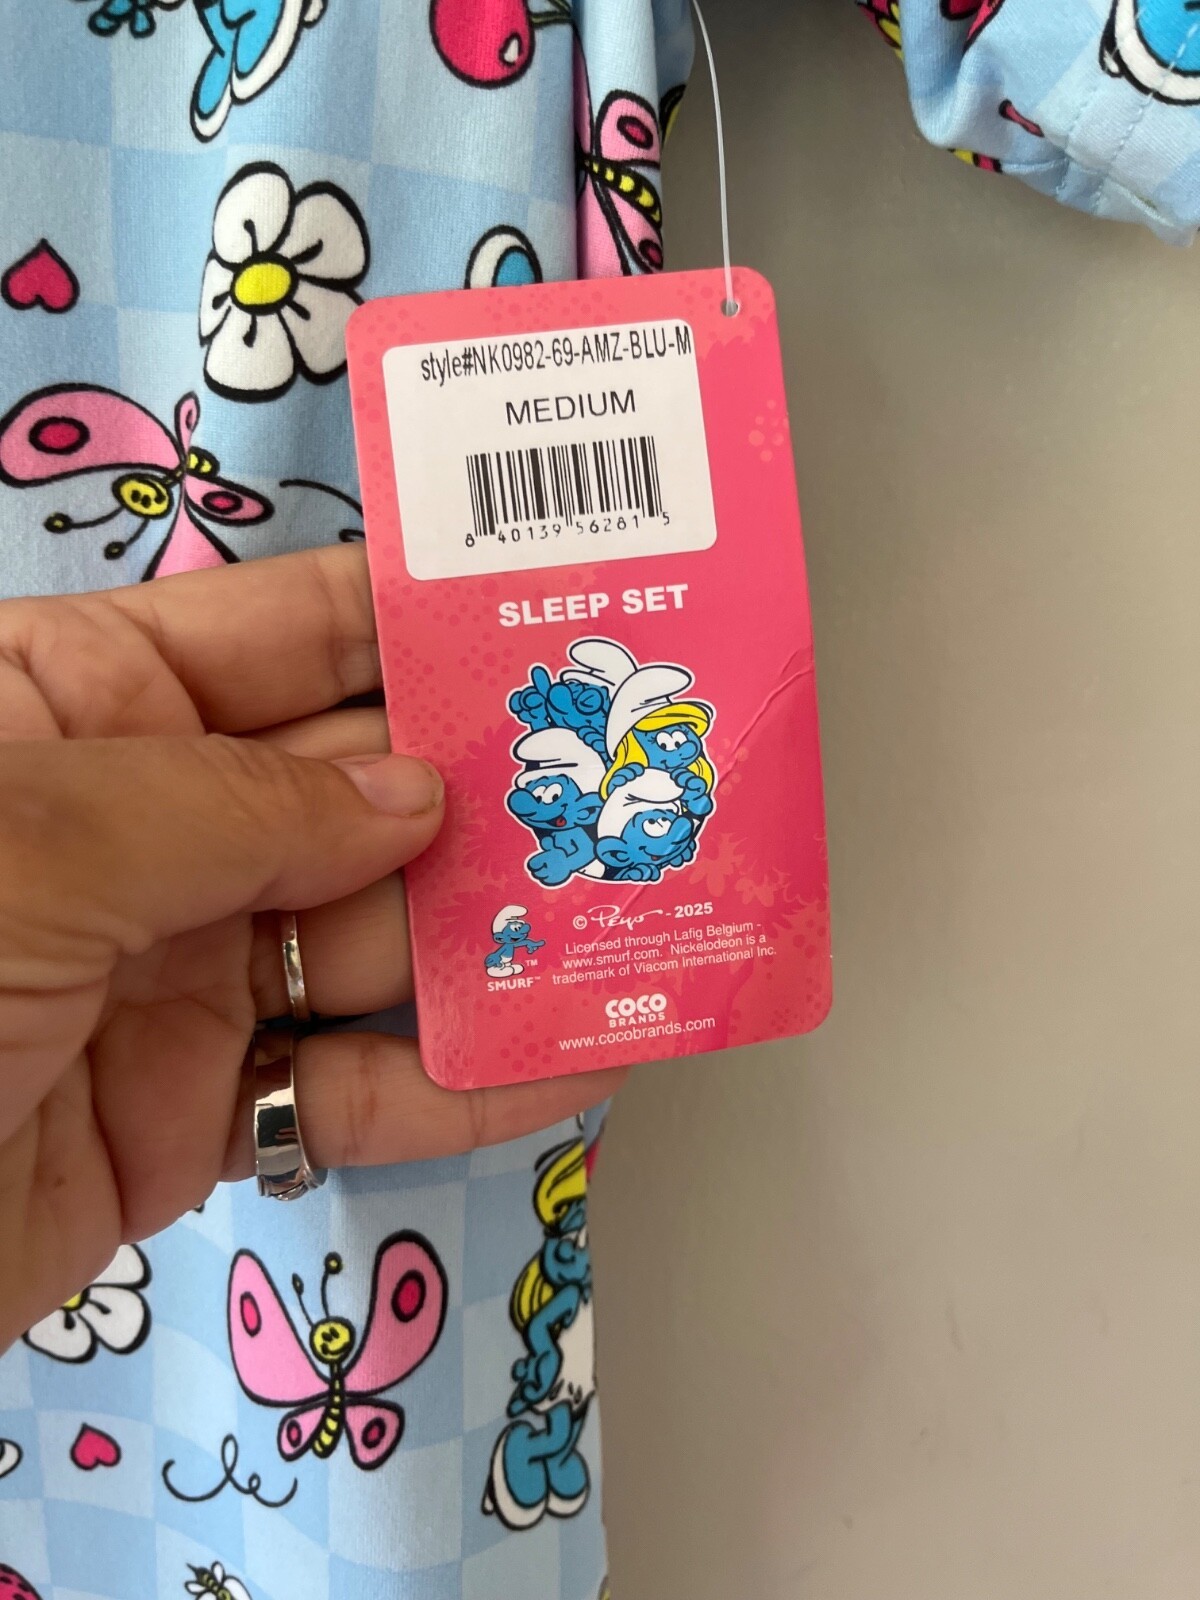 style#NK0982-69-AMZ-BLU-M
MEDIUM
8 40139 56281 5
SLEEP SET
© Peyo - 2025
Licensed through Lafig Belgium -
www.smurf.com. Nickelodeon is a
trademark of Viacom International Inc.
TM
SMURF™
COCO
BRANDS
www.cocobrands.com